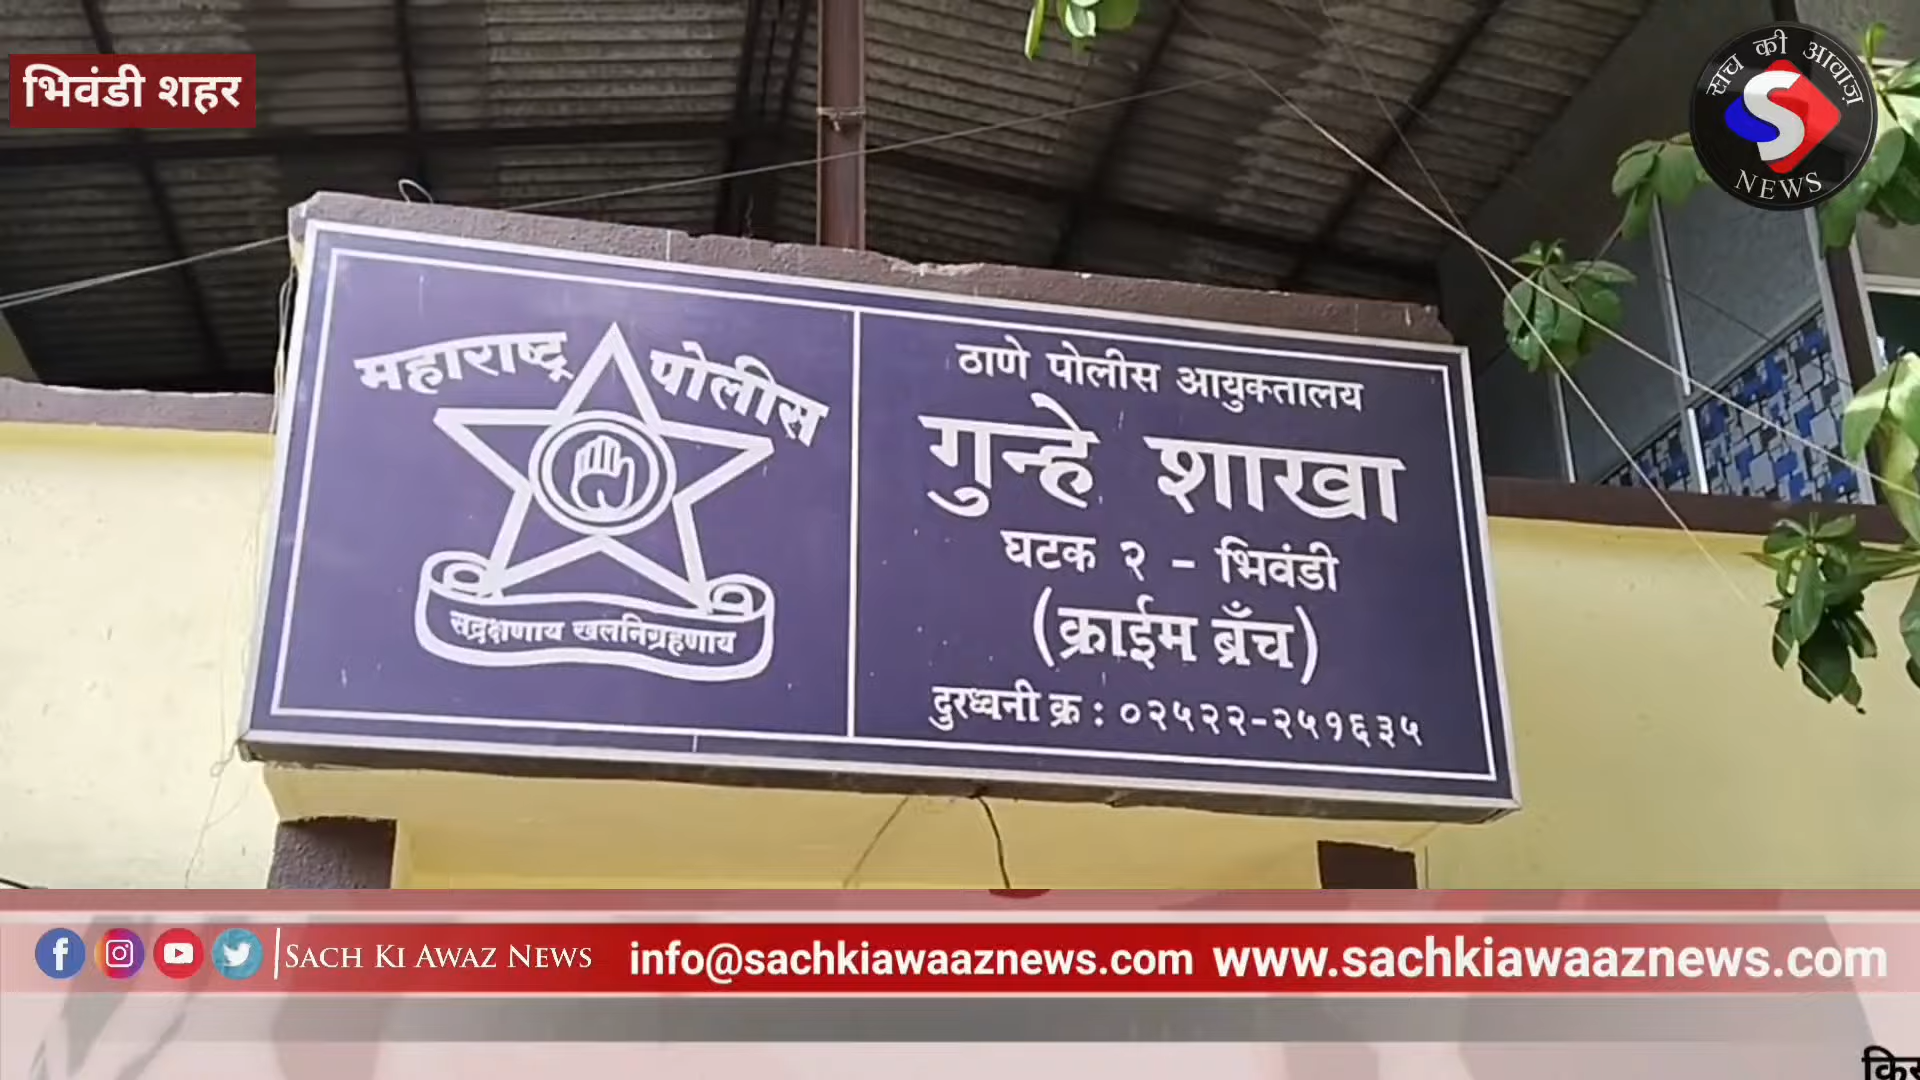 भिवंडी शहर
सच की आवाज़
NEWS
महाराष्ट्र पोलीस
सद्रक्षणाय खलनिग्रहणाय
ठाणे पोलीस आयुक्तालय
गुन्हे शाखा
घटक २ - भिवंडी
(क्राईम ब्रँच)
दुरध्वनी क्र : ०२५२२-२५१६३५
SACH KI AWAZ NEWS info@sachkiawaaznews.com www.sachkiawaaznews.com